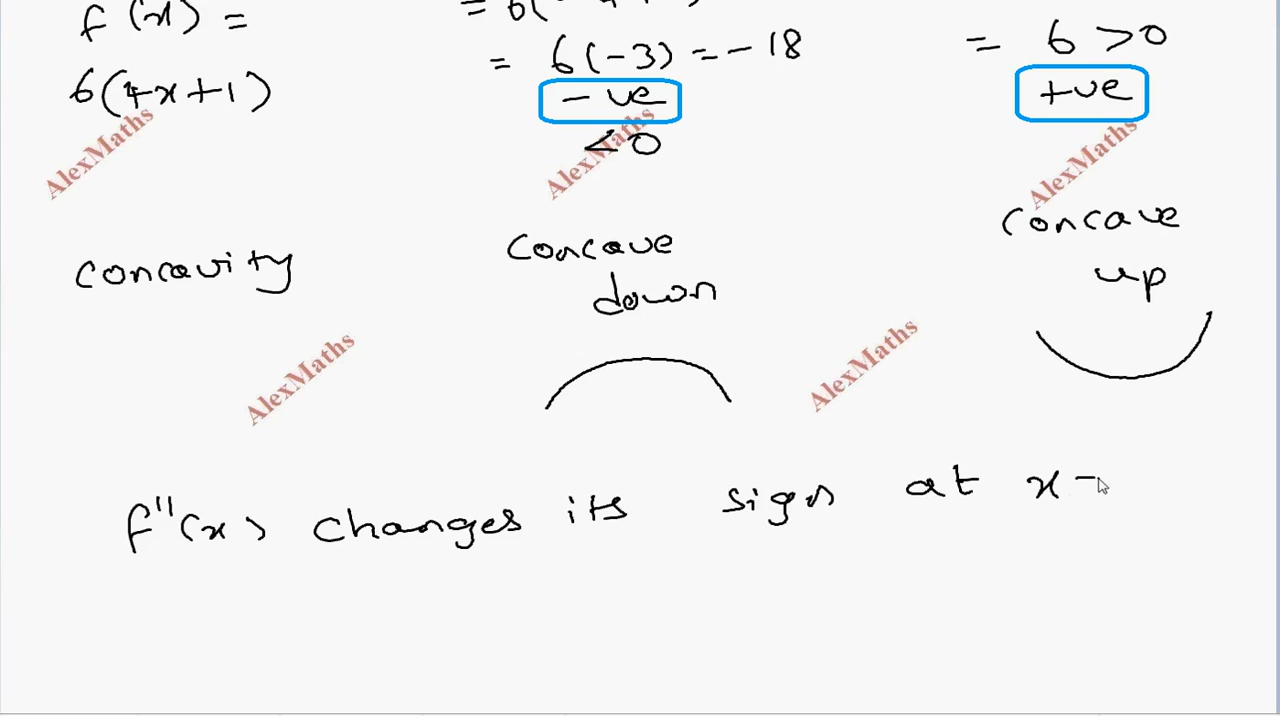 f (x) =
6(4x+1)
= 6(
= 6(-3) = -18
-ve
<0
= 6 >0
+ve
AlexMaths
AlexMaths
AlexMaths
concavity
concave
down
concave
up
AlexMaths
AlexMaths
f"(x) changes its sign at x -